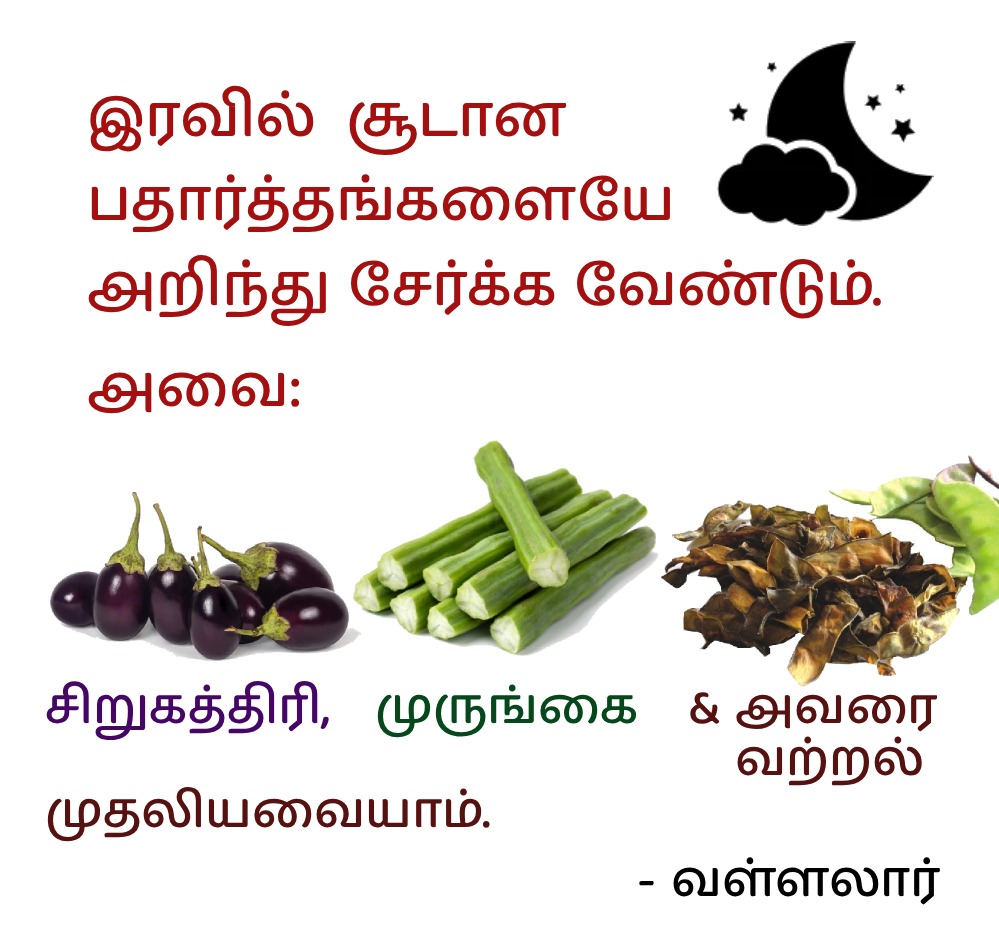 இரவில் சூடான
பதார்த்தங்களையே
அறிந்து சேர்க்க வேண்டும்.
அவை:
சிறுகத்திரி, முருங்கை & அவரை
வற்றல்
முதலியவையாம்.
- வள்ளலார்